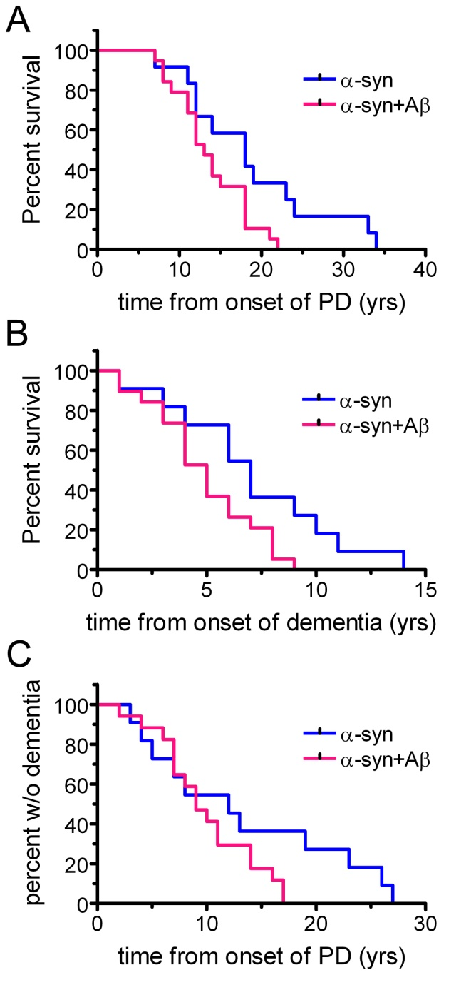 A
Percent survival
100
80
60
40
20
0
α-syn
α-syn+Aβ
0 10 20 30 40
time from onset of PD (yrs)
B
Percent survival
100
80
60
40
20
0
α-syn
α-syn+Aβ
0 5 10 15
time from onset of dementia (yrs)
C
percent w/o dementia
100
80
60
40
20
0
α-syn
α-syn+Aβ
0 10 20 30
time from onset of PD (yrs)